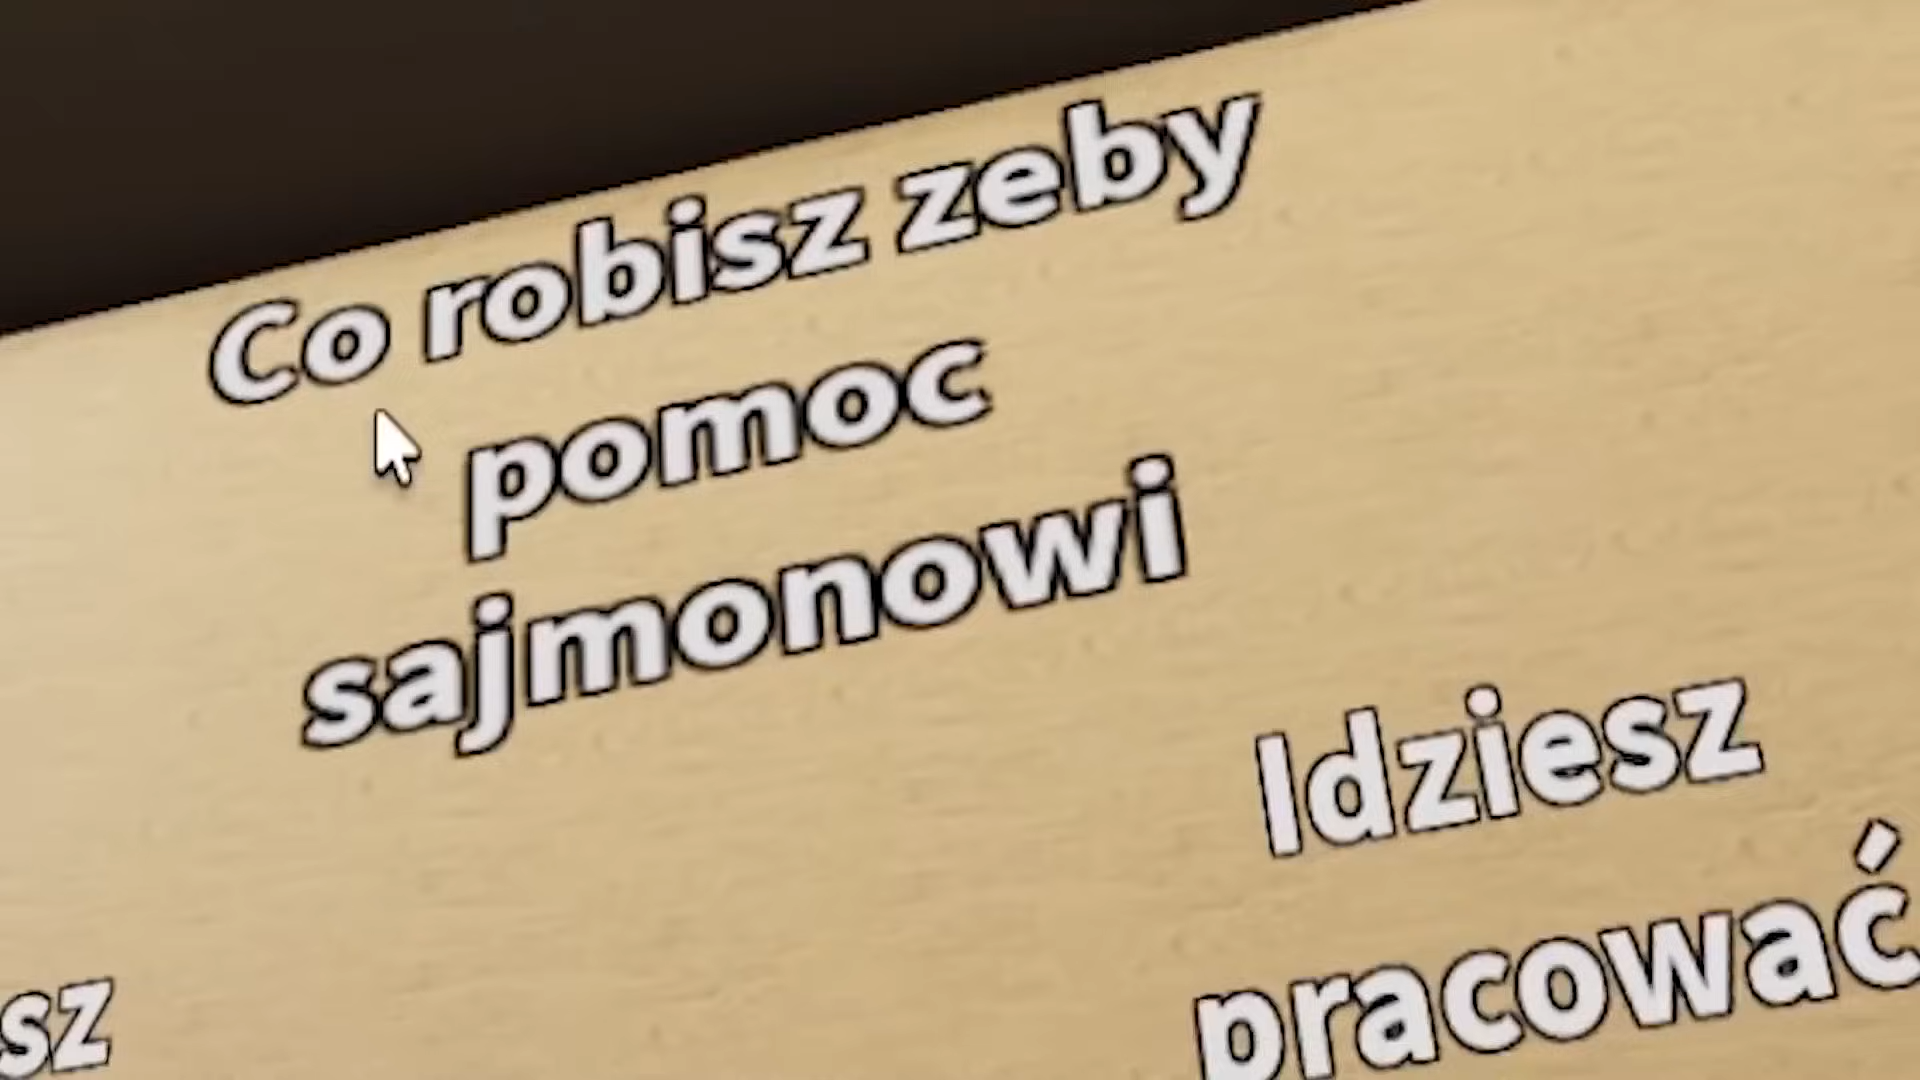 Co robisz zeby
pomoc
sajmonowi
Idziesz
pracować
sz